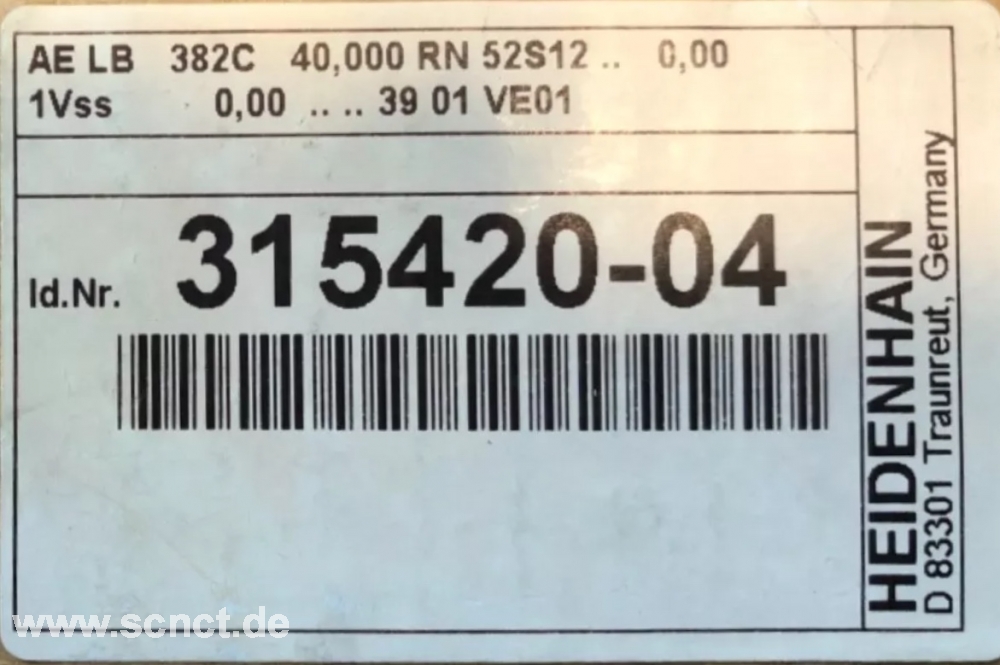 AE LB 382C 40,000 RN 52S12 .. 0,00
1Vss 0,00 .. .. 39 01 VE01
Id.Nr. 315420-04
HEIDENHAIN
D 83301 Traunreut, Germany
www.scnct.de